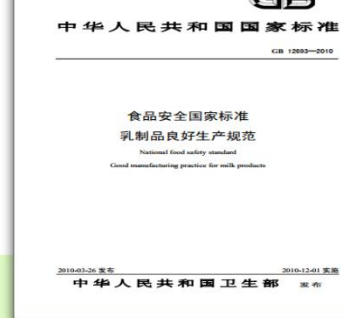 中华人民共和国国家标准
GB 12693—2010
食品安全国家标准
乳制品良好生产规范
National food safety standard
Good manufacturing practice for milk products
2010-03-26 发布 2010-12-01 实施
中华人民共和国卫生部 发布